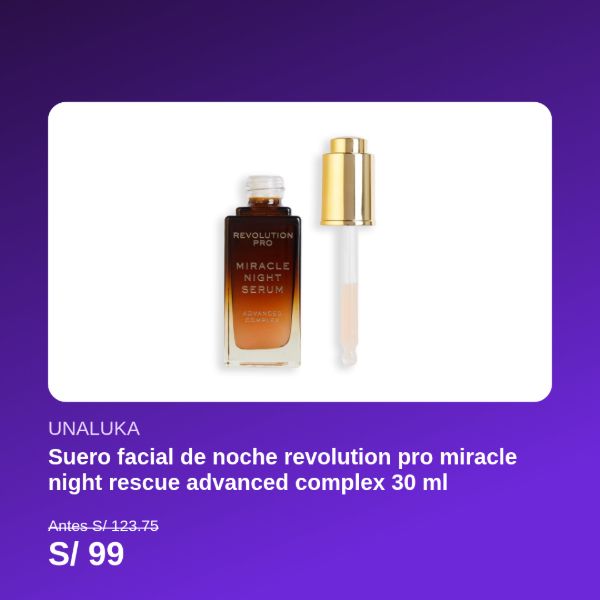 REVOLUTION
PRO
MIRACLE
NIGHT
SERUM
ADVANCED
COMPLEX
UNALUKA
Suero facial de noche revolution pro miracle
night rescue advanced complex 30 ml
Antes S/ 123.75
S/ 99